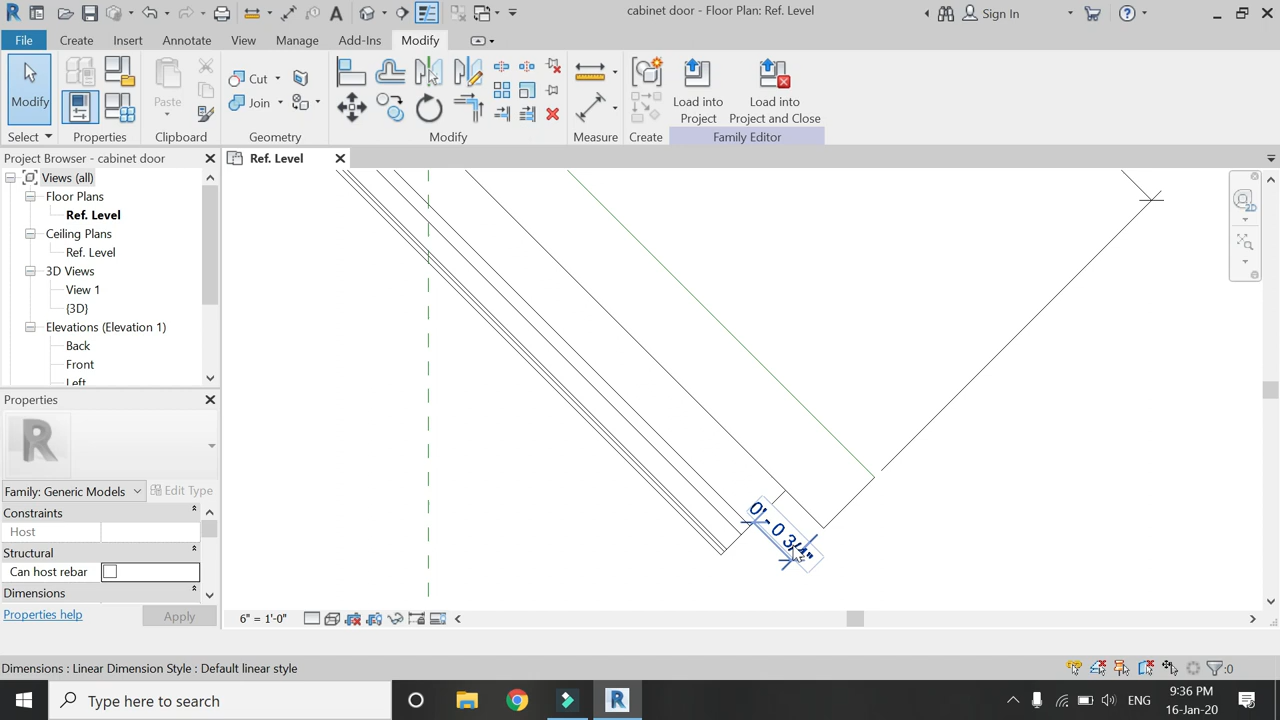 cabinet door - Floor Plan: Ref. Level
Sign In
File
Create
Insert
Annotate
View
Manage
Add-Ins
Modify
Modify
Paste
Cut
Join
Load into
Project
Load into
Project and Close
Select
Properties
Clipboard
Geometry
Modify
Measure
Create
Family Editor
Project Browser - cabinet door
Ref. Level
Views (all)
Floor Plans
Ref. Level
Ceiling Plans
Ref. Level
3D Views
View 1
{3D}
Elevations (Elevation 1)
Back
Front
Left
Properties
Family: Generic Models
Edit Type
Constraints
Host
Structural
Can host rebar
Dimensions
Properties help
Apply
0' - 0 3/4"
6" = 1'-0"
Dimensions : Linear Dimension Style : Default linear style
:0
Type here to search
ENG
9:36 PM
16-Jan-20